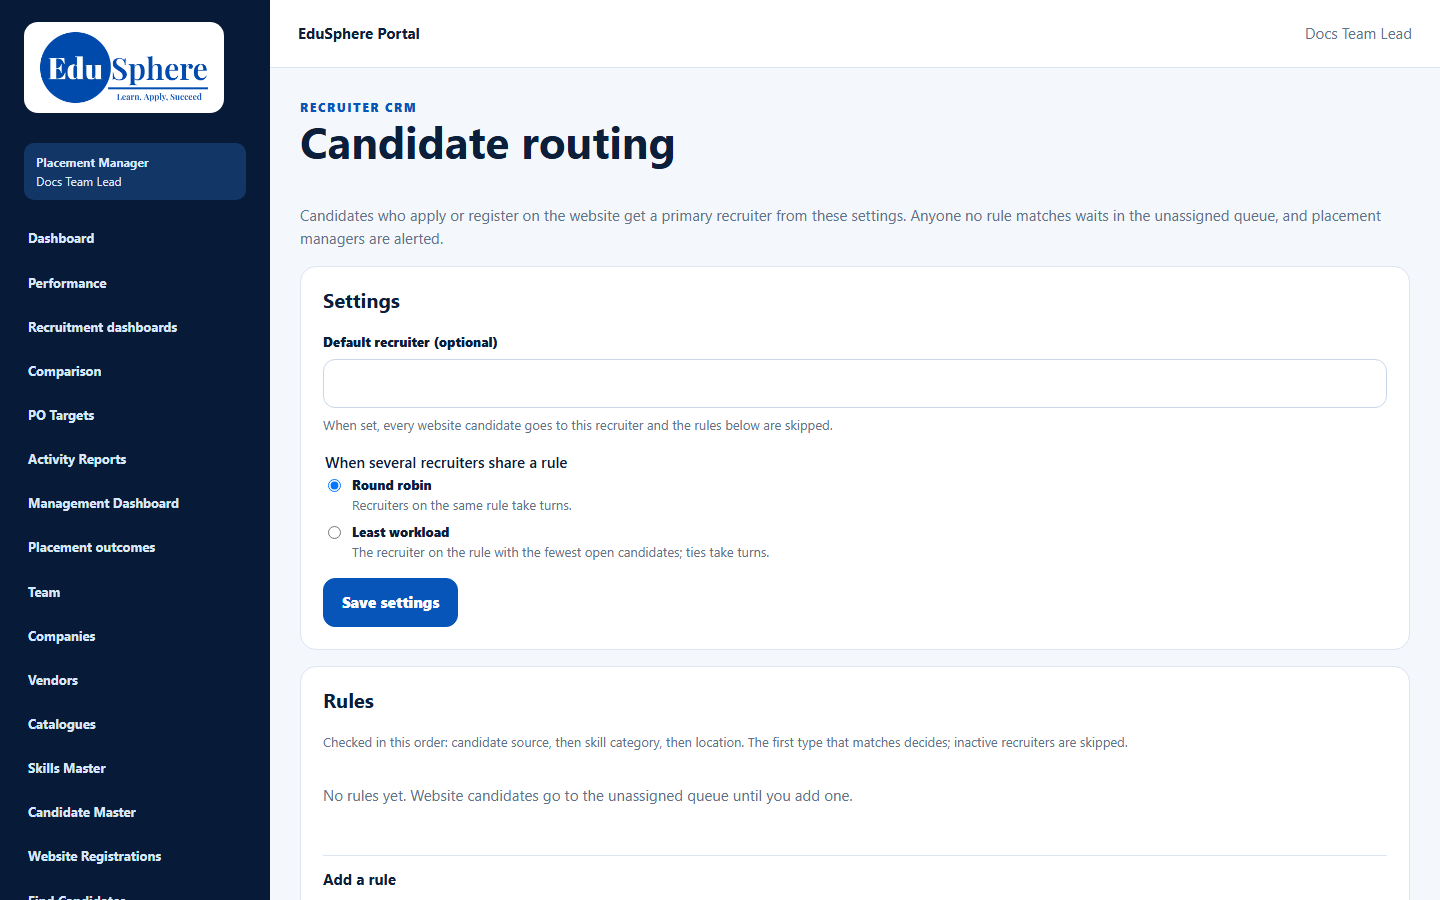 EduSphere
Learn. Apply, Succeed
Placement Manager
Docs Team Lead
Dashboard
Performance
Recruitment dashboards
Comparison
PO Targets
Activity Reports
Management Dashboard
Placement outcomes
Team
Companies
Vendors
Catalogues
Skills Master
Candidate Master
Website Registrations
Find Candidates
EduSphere Portal
Docs Team Lead
RECRUITER CRM
Candidate routing
Candidates who apply or register on the website get a primary recruiter from these settings. Anyone no rule matches waits in the unassigned queue, and placement
managers are alerted.
Settings
Default recruiter (optional)
When set, every website candidate goes to this recruiter and the rules below are skipped.
When several recruiters share a rule
Round robin
Recruiters on the same rule take turns.
Least workload
The recruiter on the rule with the fewest open candidates; ties take turns.
Save settings
Rules
Checked in this order: candidate source, then skill category, then location. The first type that matches decides; inactive recruiters are skipped.
No rules yet. Website candidates go to the unassigned queue until you add one.
Add a rule